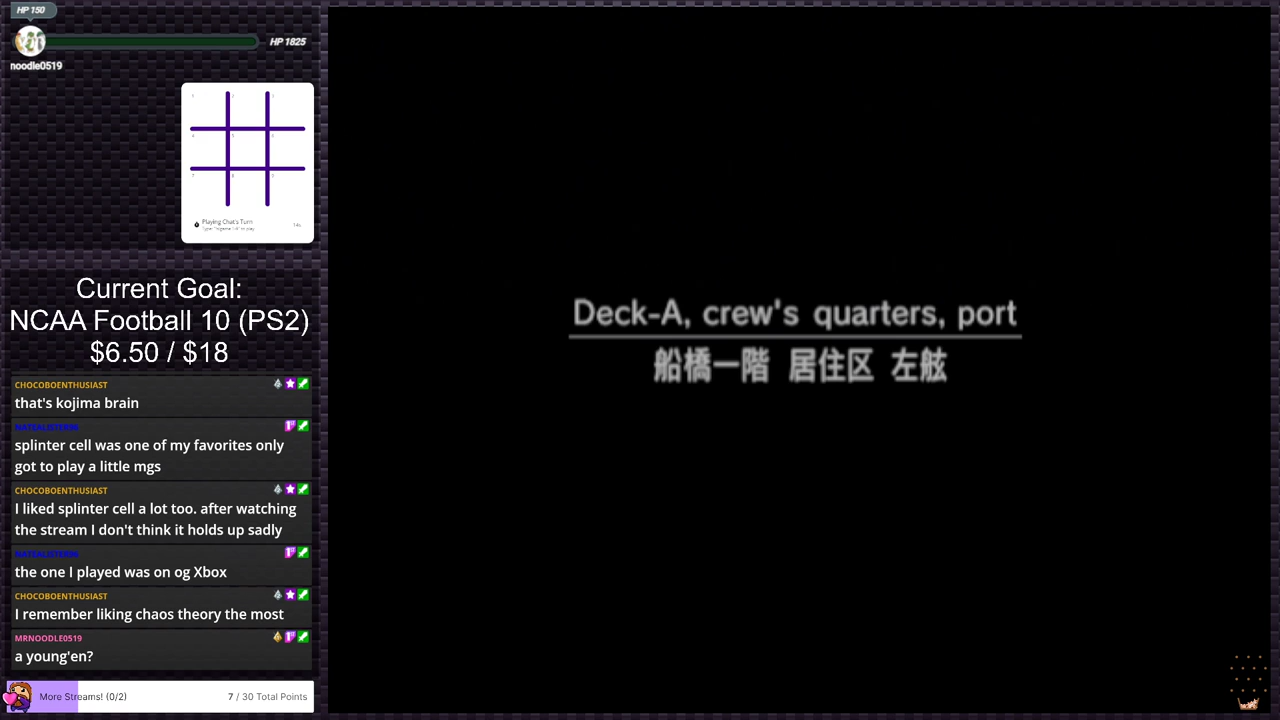 HP 150
HP 1825
noodle0519
Playing Chat's Turn
14s
Current Goal:
NCAA Football 10 (PS2)
$6.50 / $18
CHOCOBOENTHUSIAST
that's kojima brain
splinter cell was one of my favorites only
got to play a little mgs
CHOCOBOENTHUSIAST
I liked splinter cell a lot too. after watching
the stream I don't think it holds up sadly
the one I played was on og Xbox
CHOCOBOENTHUSIAST
I remember liking chaos theory the most
MRNOODLE0519
a young'en?
More Streams! (0/2)
7 / 30 Total Points
Deck-A, crew's quarters, port
船橋一階 居住区 左舷